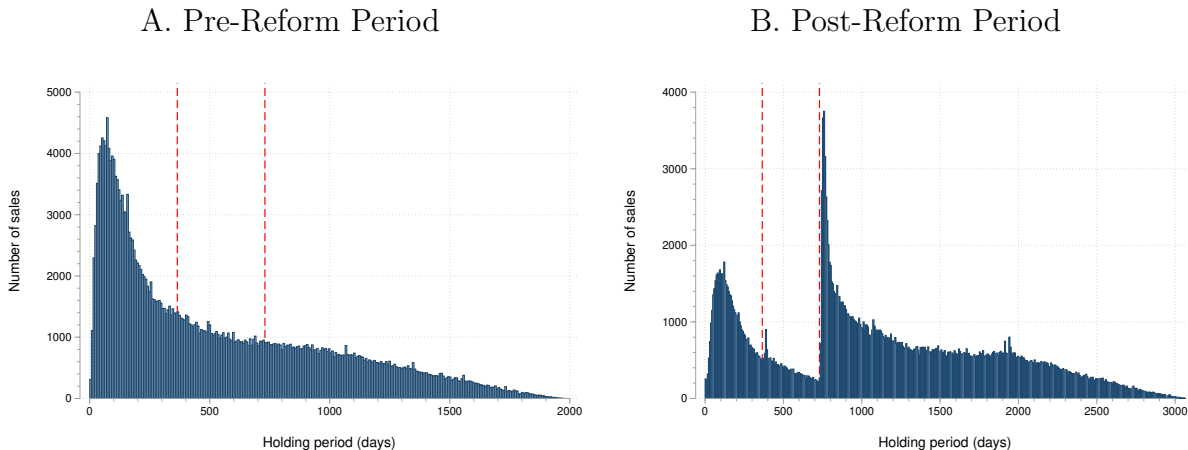 A. Pre-Reform Period
5000
4000
3000
2000
1000
0
Number of sales
0 500 1000 1500 2000
Holding period (days)
B. Post-Reform Period
4000
3000
2000
1000
0
Number of sales
0 500 1000 1500 2000 2500 3000
Holding period (days)